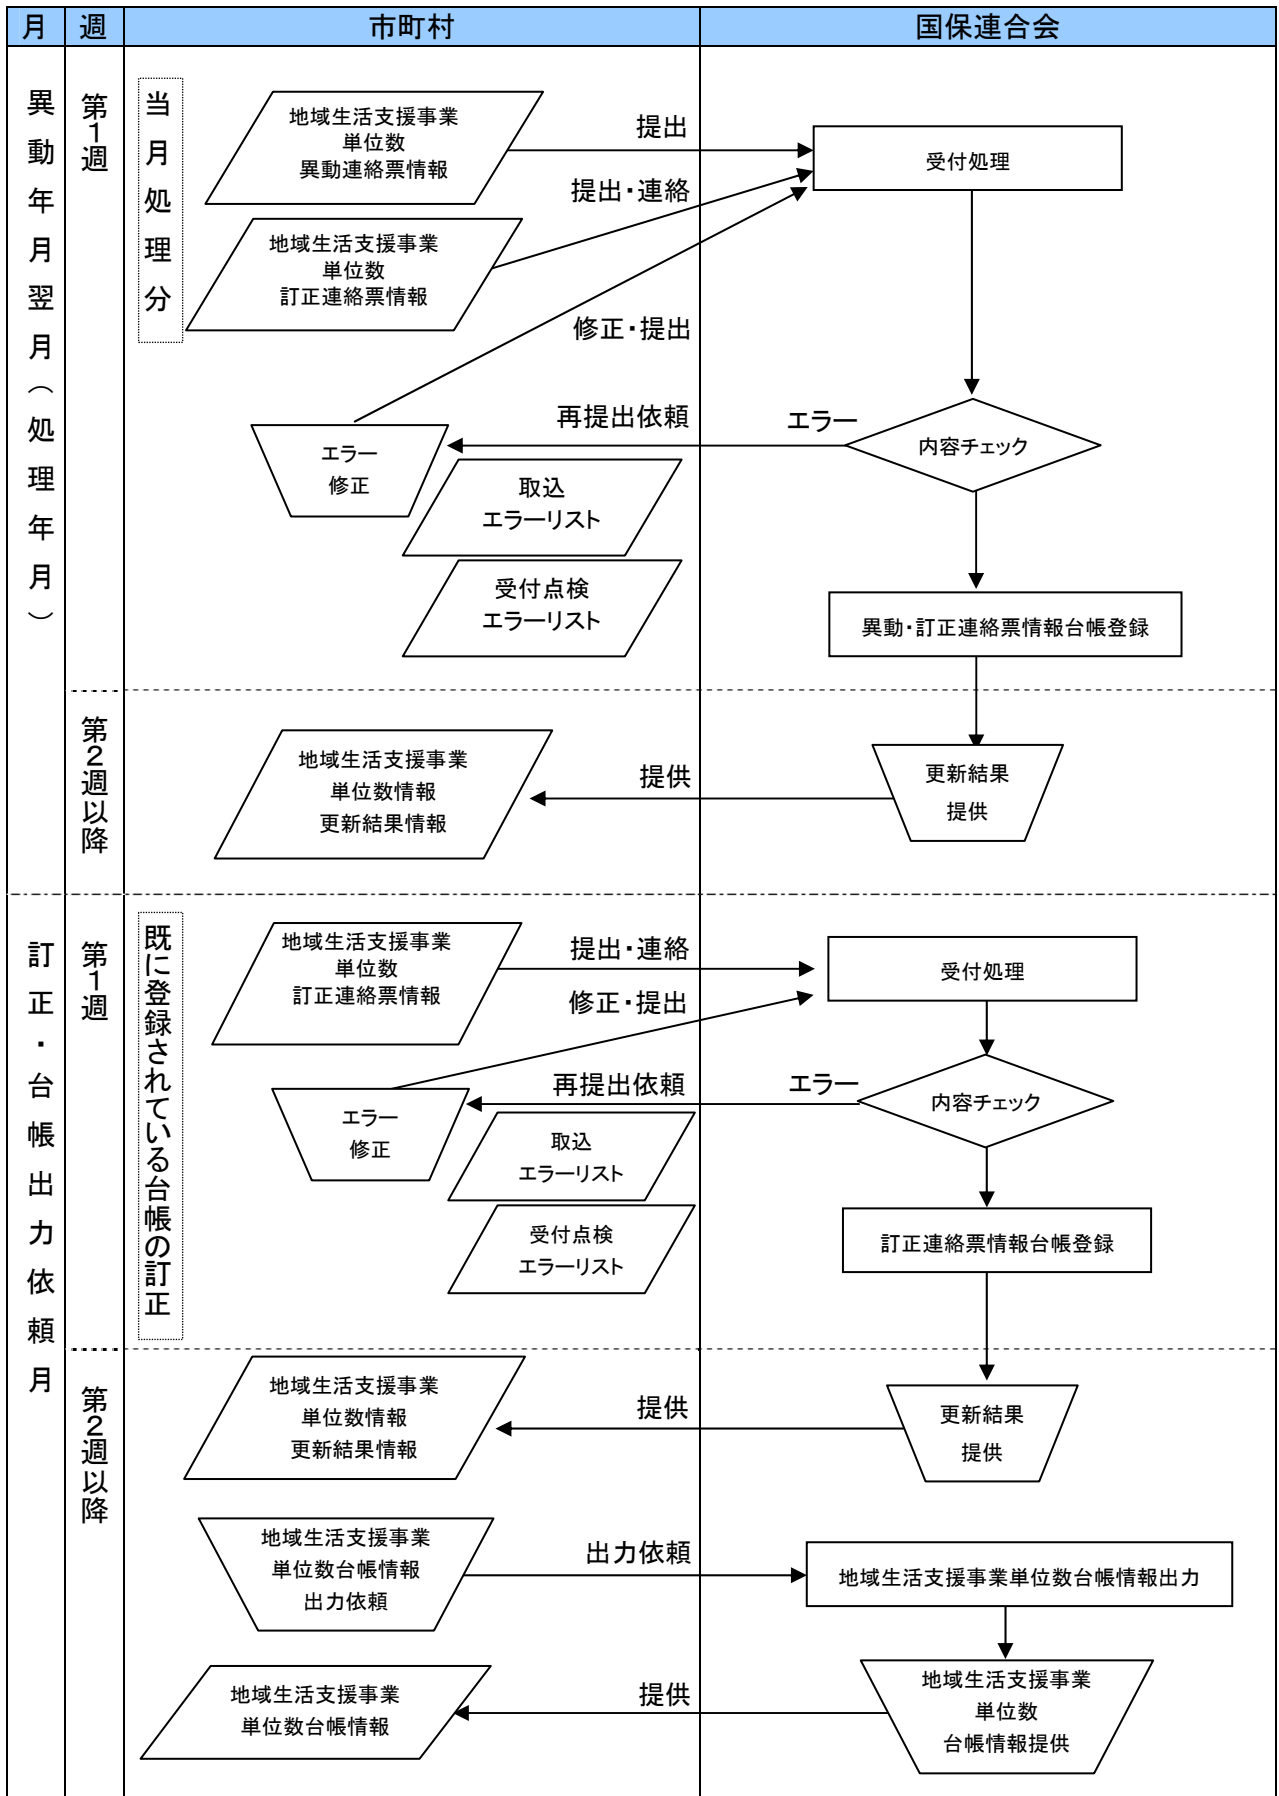 月 週 市町村 国保連合会
異動年月翌月（処理年月）
第1週
当月処理分
地域生活支援事業
単位数
異動連絡票情報
提出
受付処理
提出・連絡
地域生活支援事業
単位数
訂正連絡票情報
修正・提出
再提出依頼
エラー
内容チェック
エラー
修正
取込
エラーリスト
受付点検
エラーリスト
異動・訂正連絡票情報台帳登録
第2週以降
地域生活支援事業
単位数情報
更新結果情報
提供
更新結果
提供
訂正・台帳出力依頼月
第1週
既に登録されている台帳の訂正
地域生活支援事業
単位数
訂正連絡票情報
提出・連絡
受付処理
修正・提出
再提出依頼
エラー
内容チェック
エラー
修正
取込
エラーリスト
受付点検
エラーリスト
訂正連絡票情報台帳登録
第2週以降
地域生活支援事業
単位数情報
更新結果情報
提供
更新結果
提供
地域生活支援事業
単位数台帳情報
出力依頼
出力依頼
地域生活支援事業単位数台帳情報出力
地域生活支援事業
単位数台帳情報
提供
地域生活支援事業
単位数
台帳情報提供